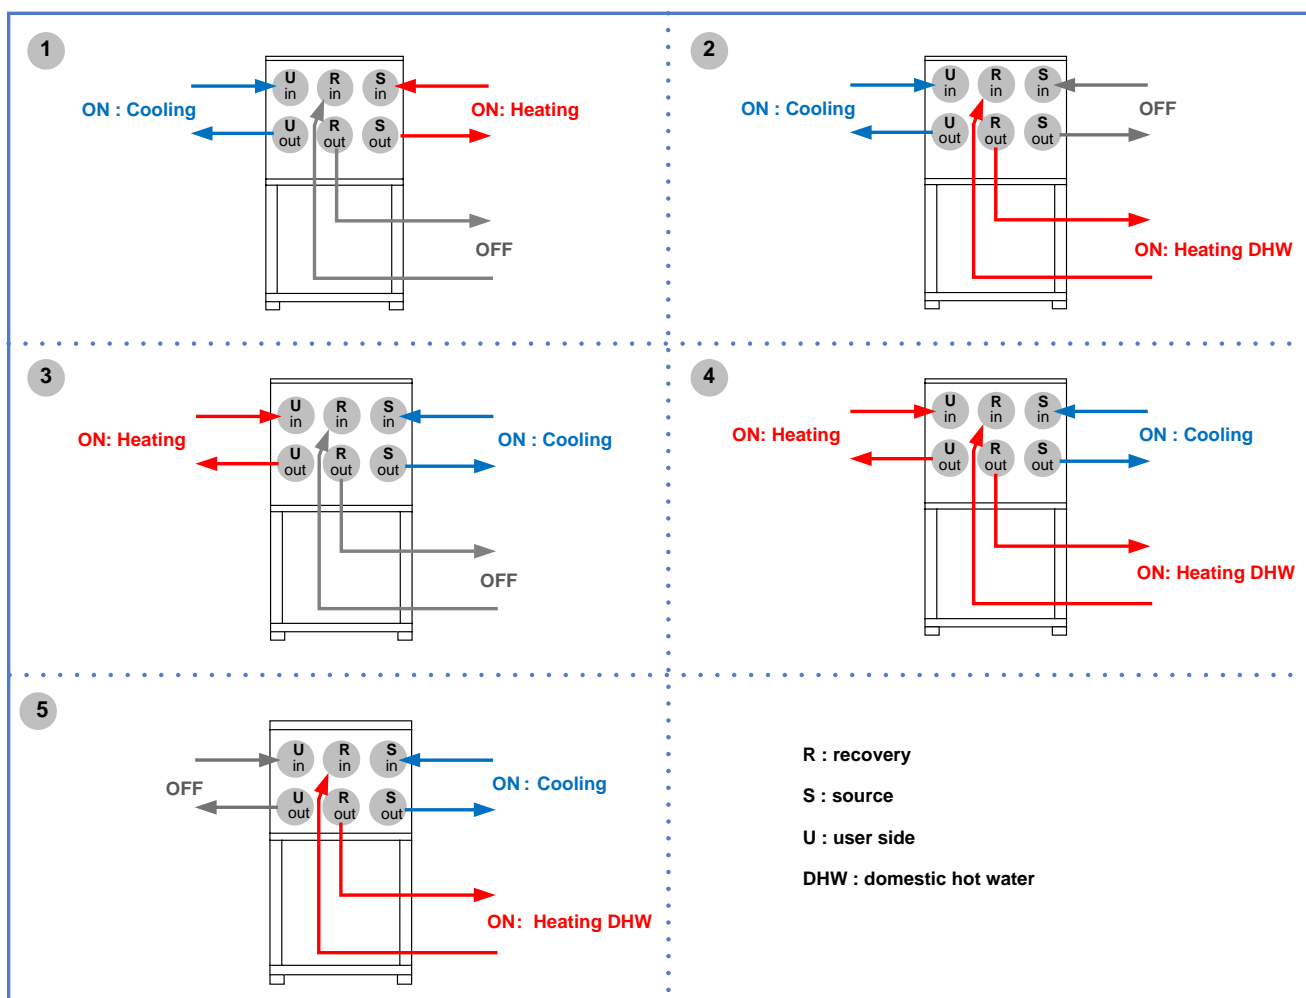 1
U in
R in
S in
ON : Cooling
ON: Heating
U out
R out
S out
OFF
2
U in
R in
S in
ON : Cooling
OFF
U out
R out
S out
ON: Heating DHW
3
U in
R in
S in
ON: Heating
ON : Cooling
U out
R out
S out
OFF
4
U in
R in
S in
ON: Heating
ON : Cooling
U out
R out
S out
ON: Heating DHW
5
U in
R in
S in
OFF
ON : Cooling
U out
R out
S out
ON: Heating DHW
R : recovery
S : source
U : user side
DHW : domestic hot water